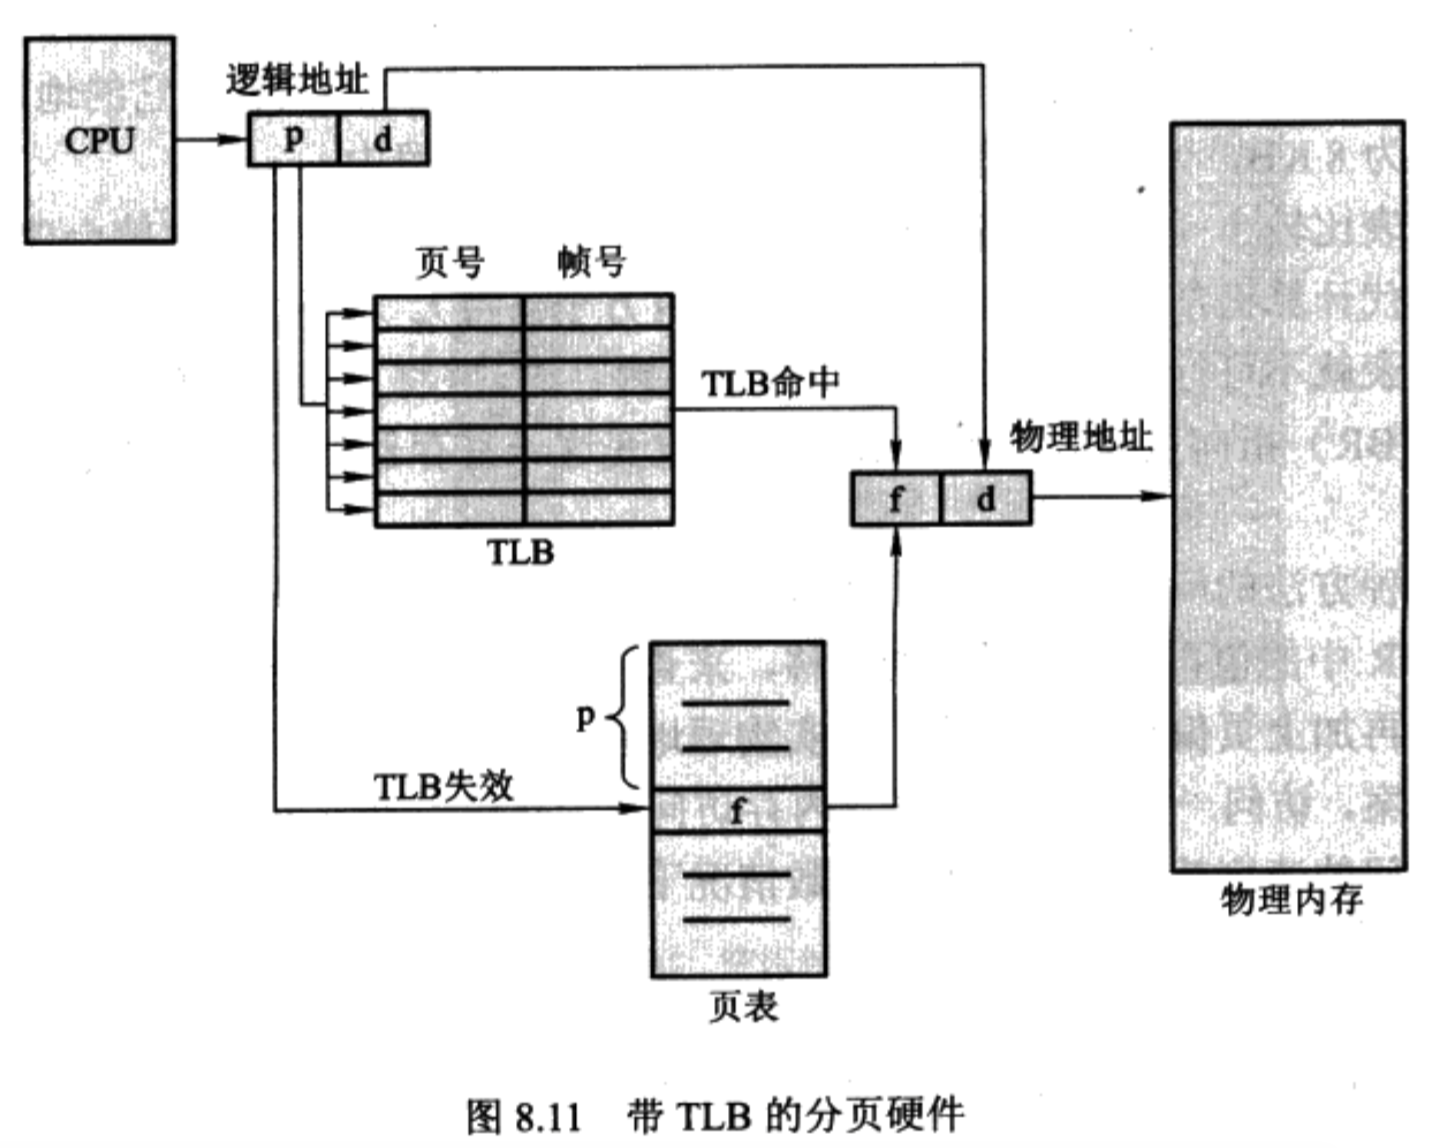 逻辑地址
CPU
p d
页号 帧号
TLB命中
物理地址
f d
TLB
p
TLB失效
f
物理内存
页表
图 8.11 带 TLB 的分页硬件